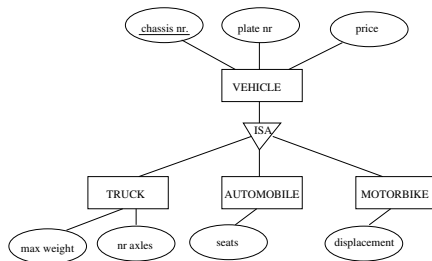 chassis nr. plate nr price
VEHICLE
ISA
TRUCK AUTOMOBILE MOTORBIKE
max weight nr axles seats displacement